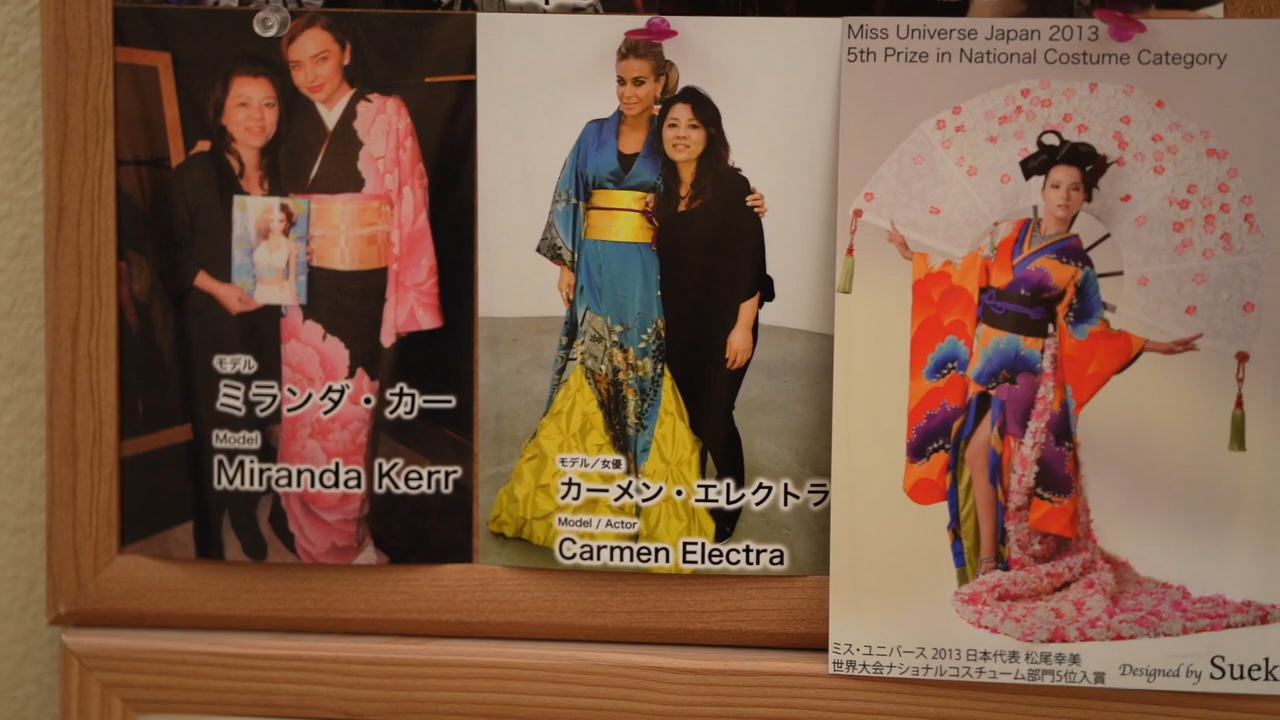 モデル
ミランダ・カー
Model
Miranda Kerr
モデル／女優
カーメン・エレクトラ
Model / Actor
Carmen Electra
Miss Universe Japan 2013
5th Prize in National Costume Category
ミス・ユニバース 2013 日本代表 松尾幸美
世界大会ナショナルコスチューム部門5位入賞
Designed by